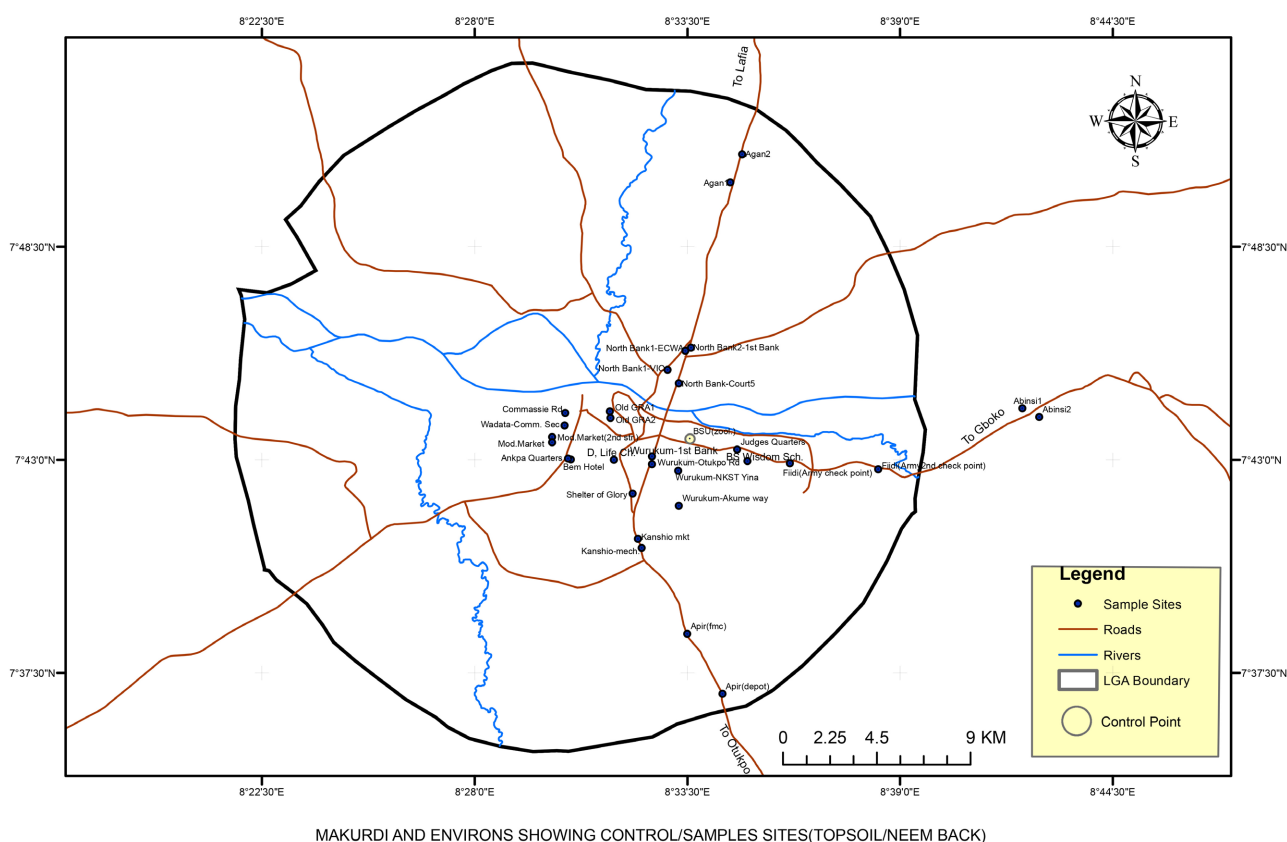 8°22'30"E
8°28'0"E
8°33'30"E
8°39'0"E
8°44'30"E
To Lafia
N
W
E
S
Agan2
Agan1
7°48'30"N
7°48'30"N
North Bank1-ECWA
North Bank2-1st Bank
North Bank1-VIO
North Bank-Court5
Commassie Rd
Old GRA1
Old GRA2
Wadata-Comm. Sec
Mod.Market(2nd stn)
Mod.Market
BSU(zool.)
Judges Quarters
Abinsi1
Abinsi2
To Gboko
7°43'0"N
7°43'0"N
Ankpa Quarters
Bem Hotel
D, Life Ch.
Wurukum-1st Bank
Wurukum-Otukpo Rd
BS Wisdom Sch.
Fiidi(Army check point)
Fiidi(Army2nd check point)
Wurukum-NKST Yina
Shelter of Glory
Wurukum-Akume way
Kanshio mkt
Kanshio-mech.
Apir(fmc)
Apir(depot)
To Otukpo
7°37'30"N
7°37'30"N
Legend
Sample Sites
Roads
Rivers
LGA Boundary
Control Point
0 2.25 4.5 9 KM
8°22'30"E
8°28'0"E
8°33'30"E
8°39'0"E
8°44'30"E
MAKURDI AND ENVIRONS SHOWING CONTROL/SAMPLES SITES(TOPSOIL/NEEM BACK)